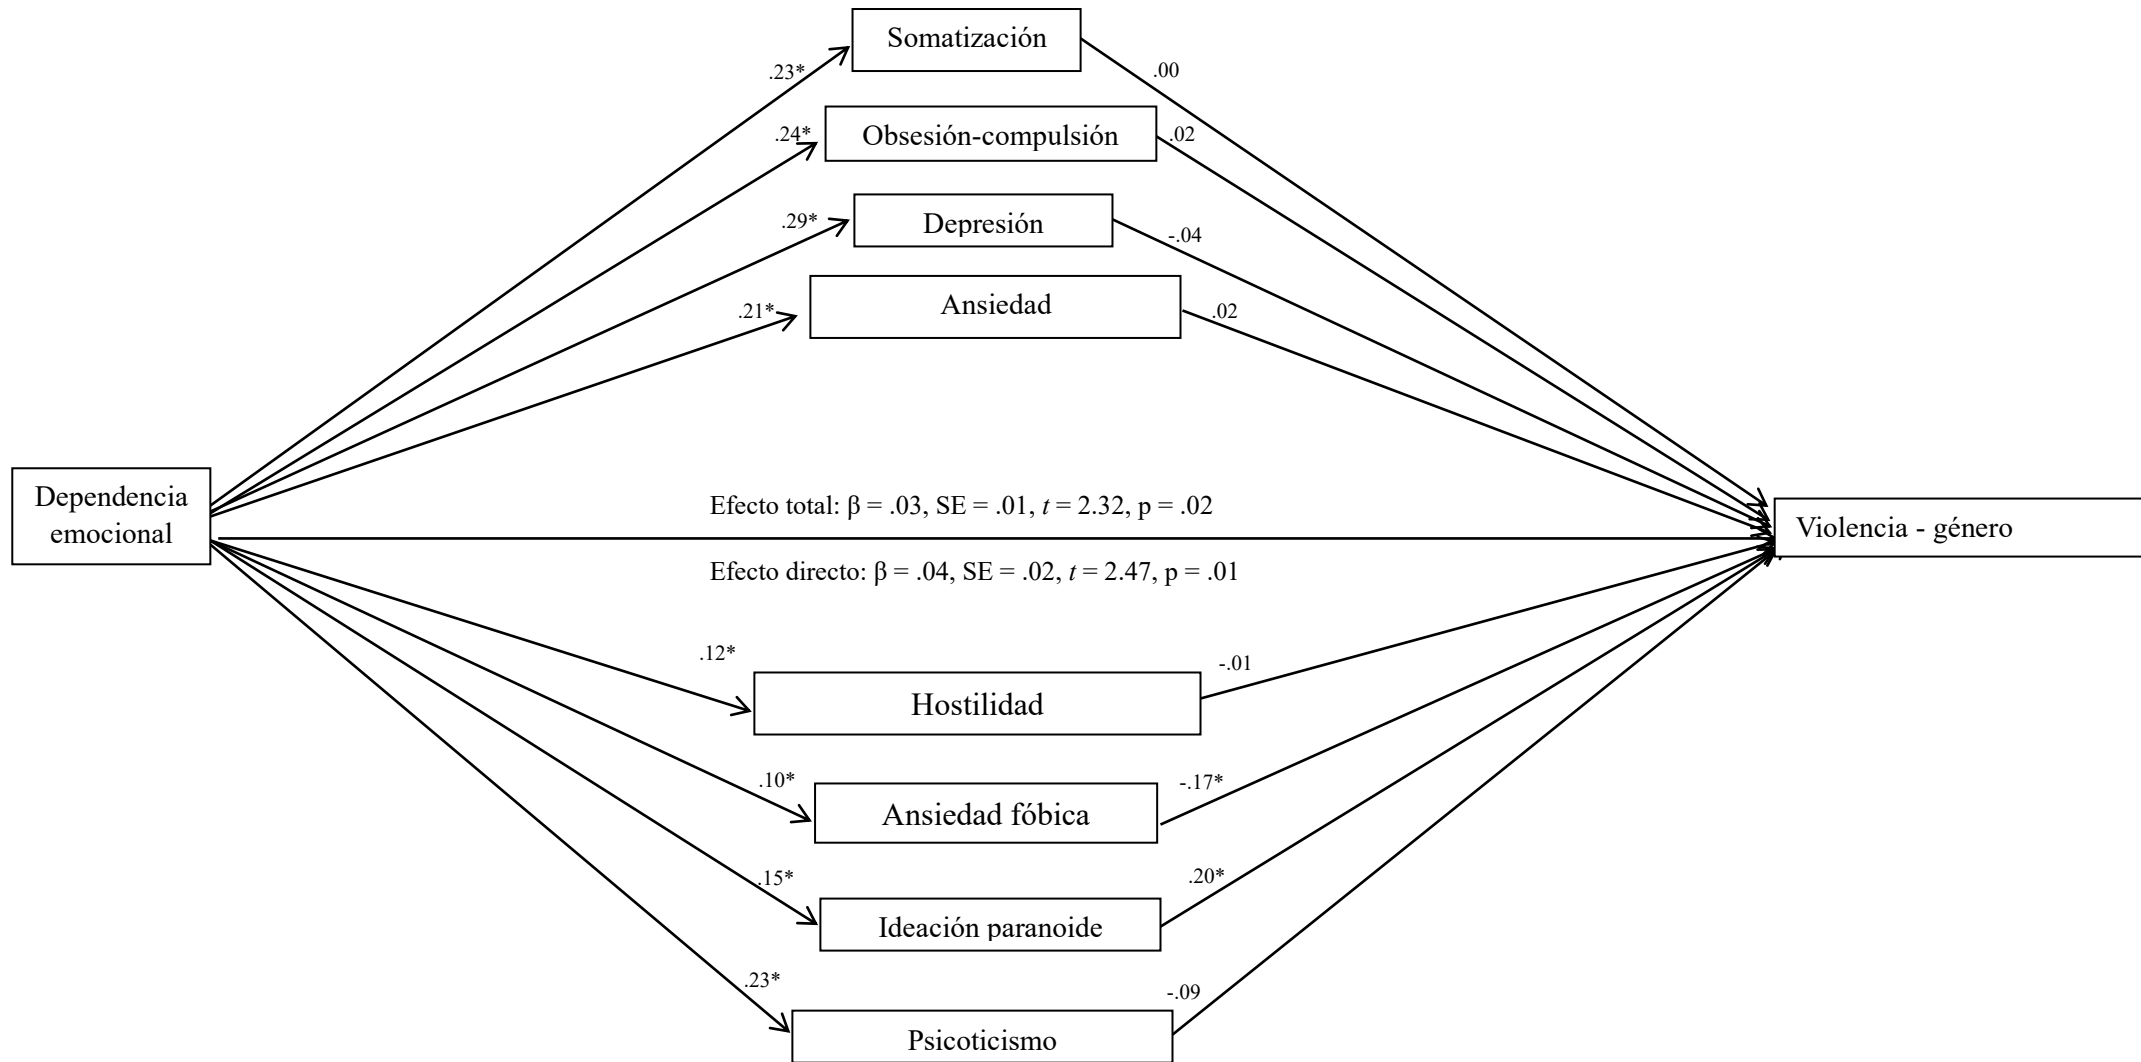 Somatización
.23*
.00
Obsesión-compulsión
.24*
.02
Depresión
.29*
-.04
Ansiedad
.21*
.02
Dependencia
emocional
Efecto total: β = .03, SE = .01, t = 2.32, p = .02
Violencia - género
Efecto directo: β = .04, SE = .02, t = 2.47, p = .01
.12*
-.01
Hostilidad
.10*
-.17*
Ansiedad fóbica
.15*
.20*
Ideación paranoide
.23*
-.09
Psicoticismo